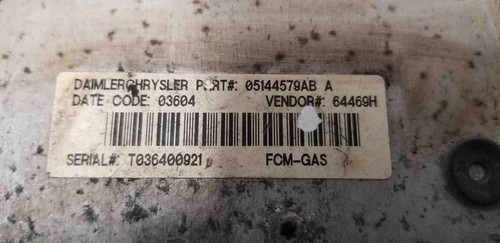 DAIMLERCHRYSLER PART#: 05144579AB A
DATE CODE: 03604 VENDOR#: 64469H
SERIAL#: T036400921 FCM-GAS